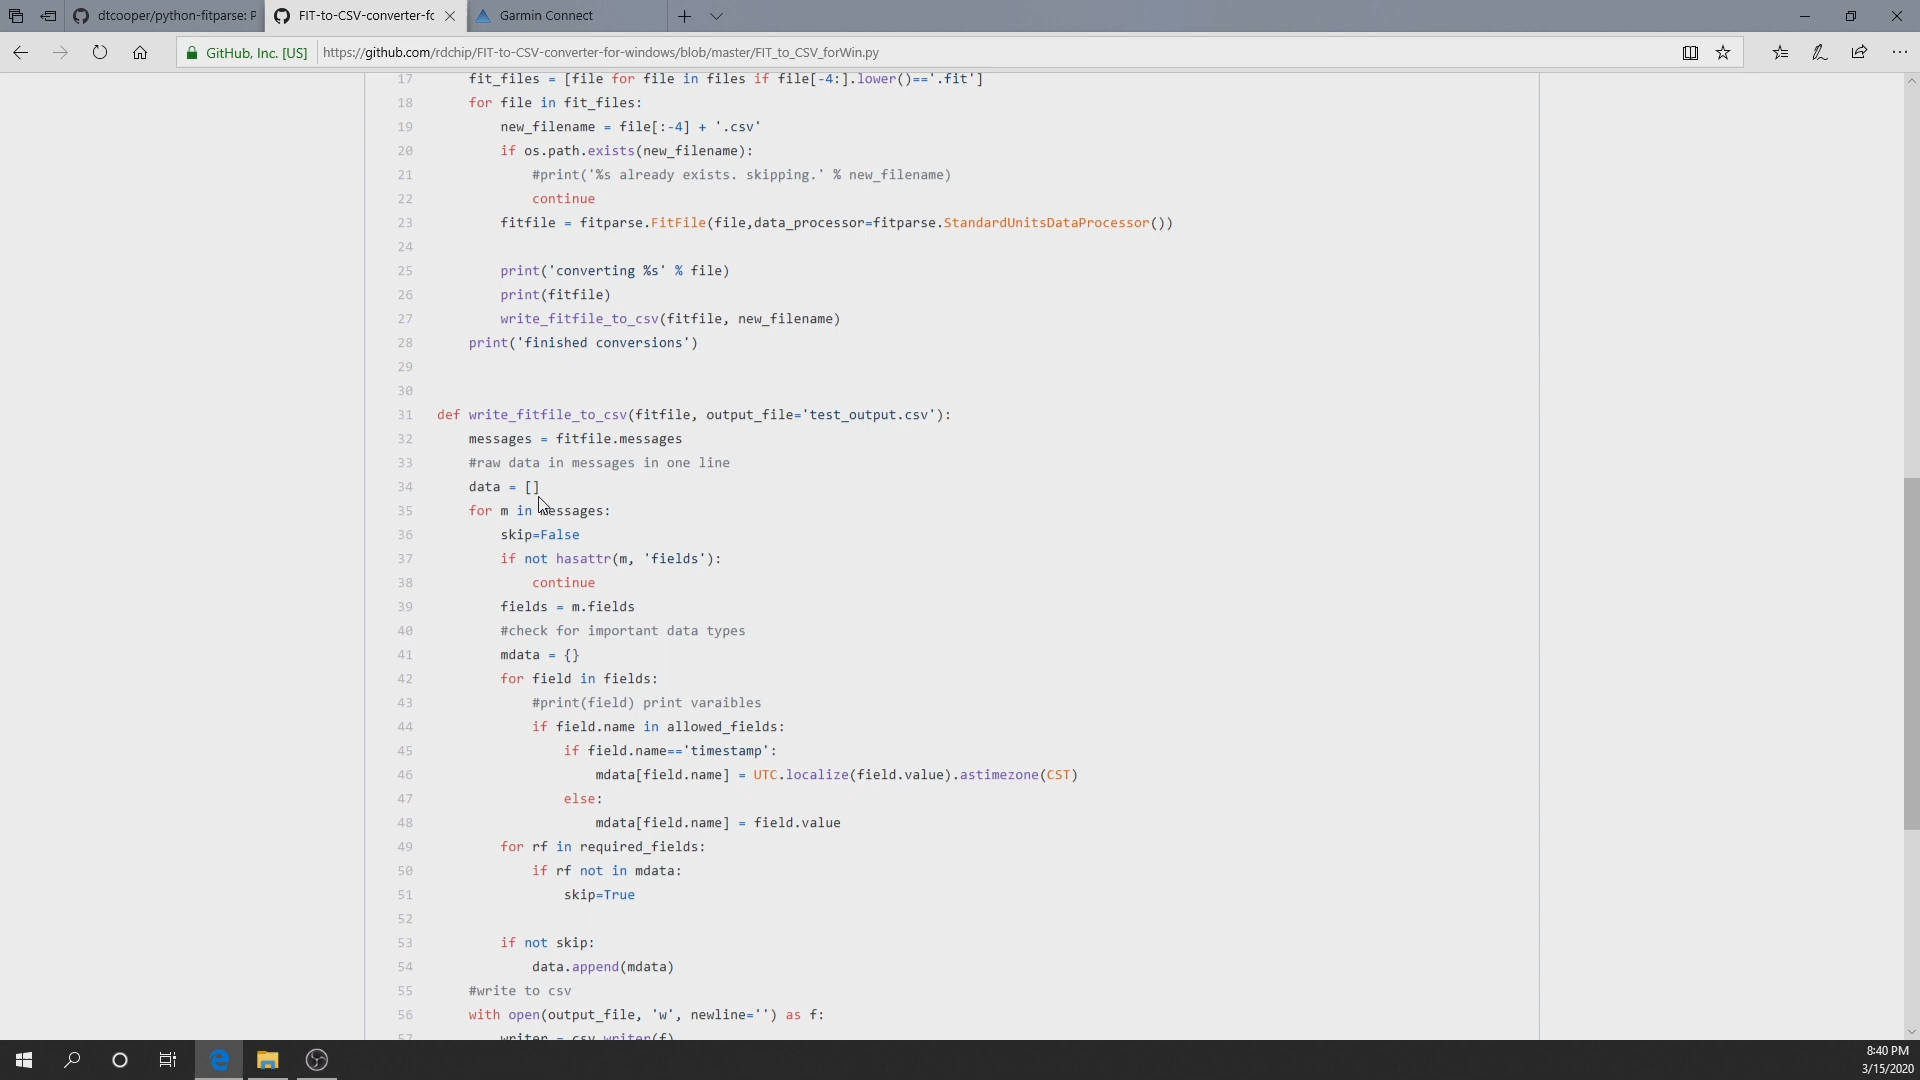 dtcooper/python-fitparse: P
FIT-to-CSV-converter-fc
Garmin Connect
GitHub, Inc. [US]
https://github.com/rdchip/FIT-to-CSV-converter-for-windows/blob/master/FIT_to_CSV_forWin.py
17 fit_files = [file for file in files if file[-4:].lower()=='.fit']
18 for file in fit_files:
19 new_filename = file[:-4] + '.csv'
20 if os.path.exists(new_filename):
21 #print('%s already exists. skipping.' % new_filename)
22 continue
23 fitfile = fitparse.FitFile(file,data_processor=fitparse.StandardUnitsDataProcessor())
24
25 print('converting %s' % file)
26 print(fitfile)
27 write_fitfile_to_csv(fitfile, new_filename)
28 print('finished conversions')
29
30
31 def write_fitfile_to_csv(fitfile, output_file='test_output.csv'):
32 messages = fitfile.messages
33 #raw data in messages in one line
34 data = []
35 for m in messages:
36 skip=False
37 if not hasattr(m, 'fields'):
38 continue
39 fields = m.fields
40 #check for important data types
41 mdata = {}
42 for field in fields:
43 #print(field) print varaibles
44 if field.name in allowed_fields:
45 if field.name=='timestamp':
46 mdata[field.name] = UTC.localize(field.value).astimezone(CST)
47 else:
48 mdata[field.name] = field.value
49 for rf in required_fields:
50 if rf not in mdata:
51 skip=True
52
53 if not skip:
54 data.append(mdata)
55 #write to csv
56 with open(output_file, 'w', newline='') as f:
57 writer = csv.writer(f)
8:40 PM
3/15/2020